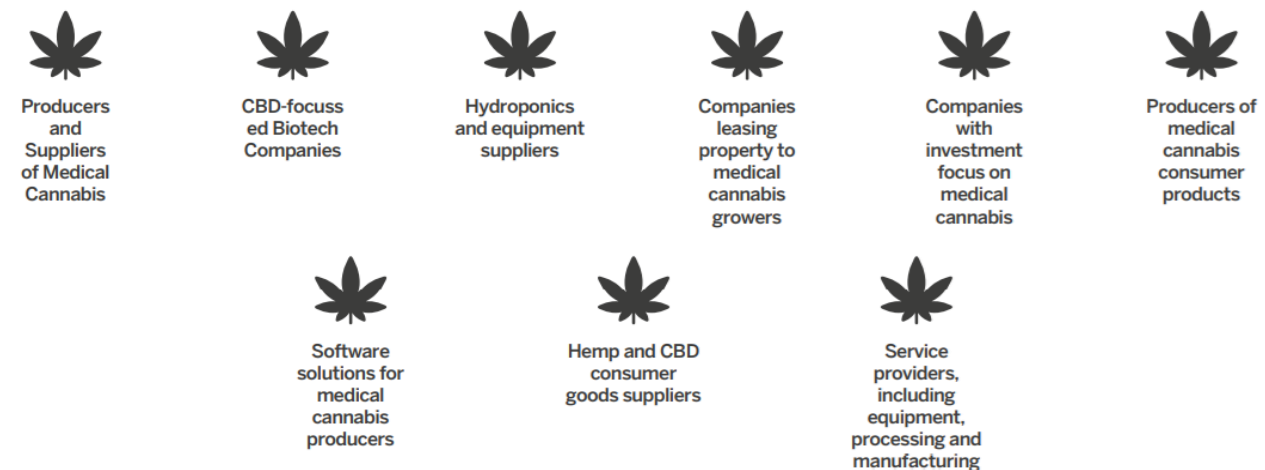 Producers
and
Suppliers
of Medical
Cannabis
CBD-focuss
ed Biotech
Companies
Hydroponics
and equipment
suppliers
Companies
leasing
property to
medical
cannabis
growers
Companies
with
investment
focus on
medical
cannabis
Producers of
medical
cannabis
consumer
products
Software
solutions for
medical
cannabis
producers
Hemp and CBD
consumer
goods suppliers
Service
providers,
including
equipment,
processing and
manufacturing